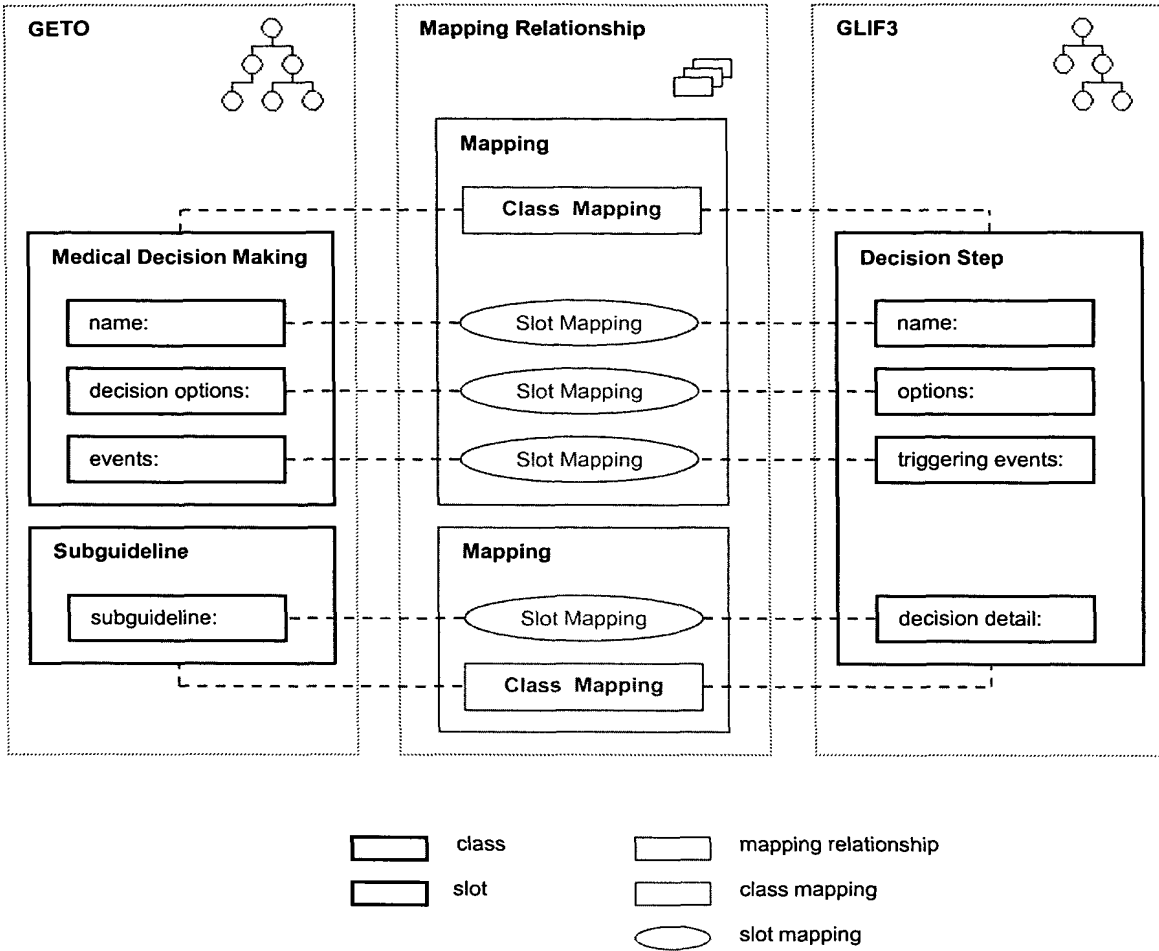 GETO
Mapping Relationship
GLIF3
Mapping
Class Mapping
Medical Decision Making
Decision Step
name:
Slot Mapping
name:
decision options:
Slot Mapping
options:
events:
Slot Mapping
triggering events:
Subguideline
Mapping
subguideline:
Slot Mapping
decision detail:
Class Mapping
class
mapping relationship
slot
class mapping
slot mapping